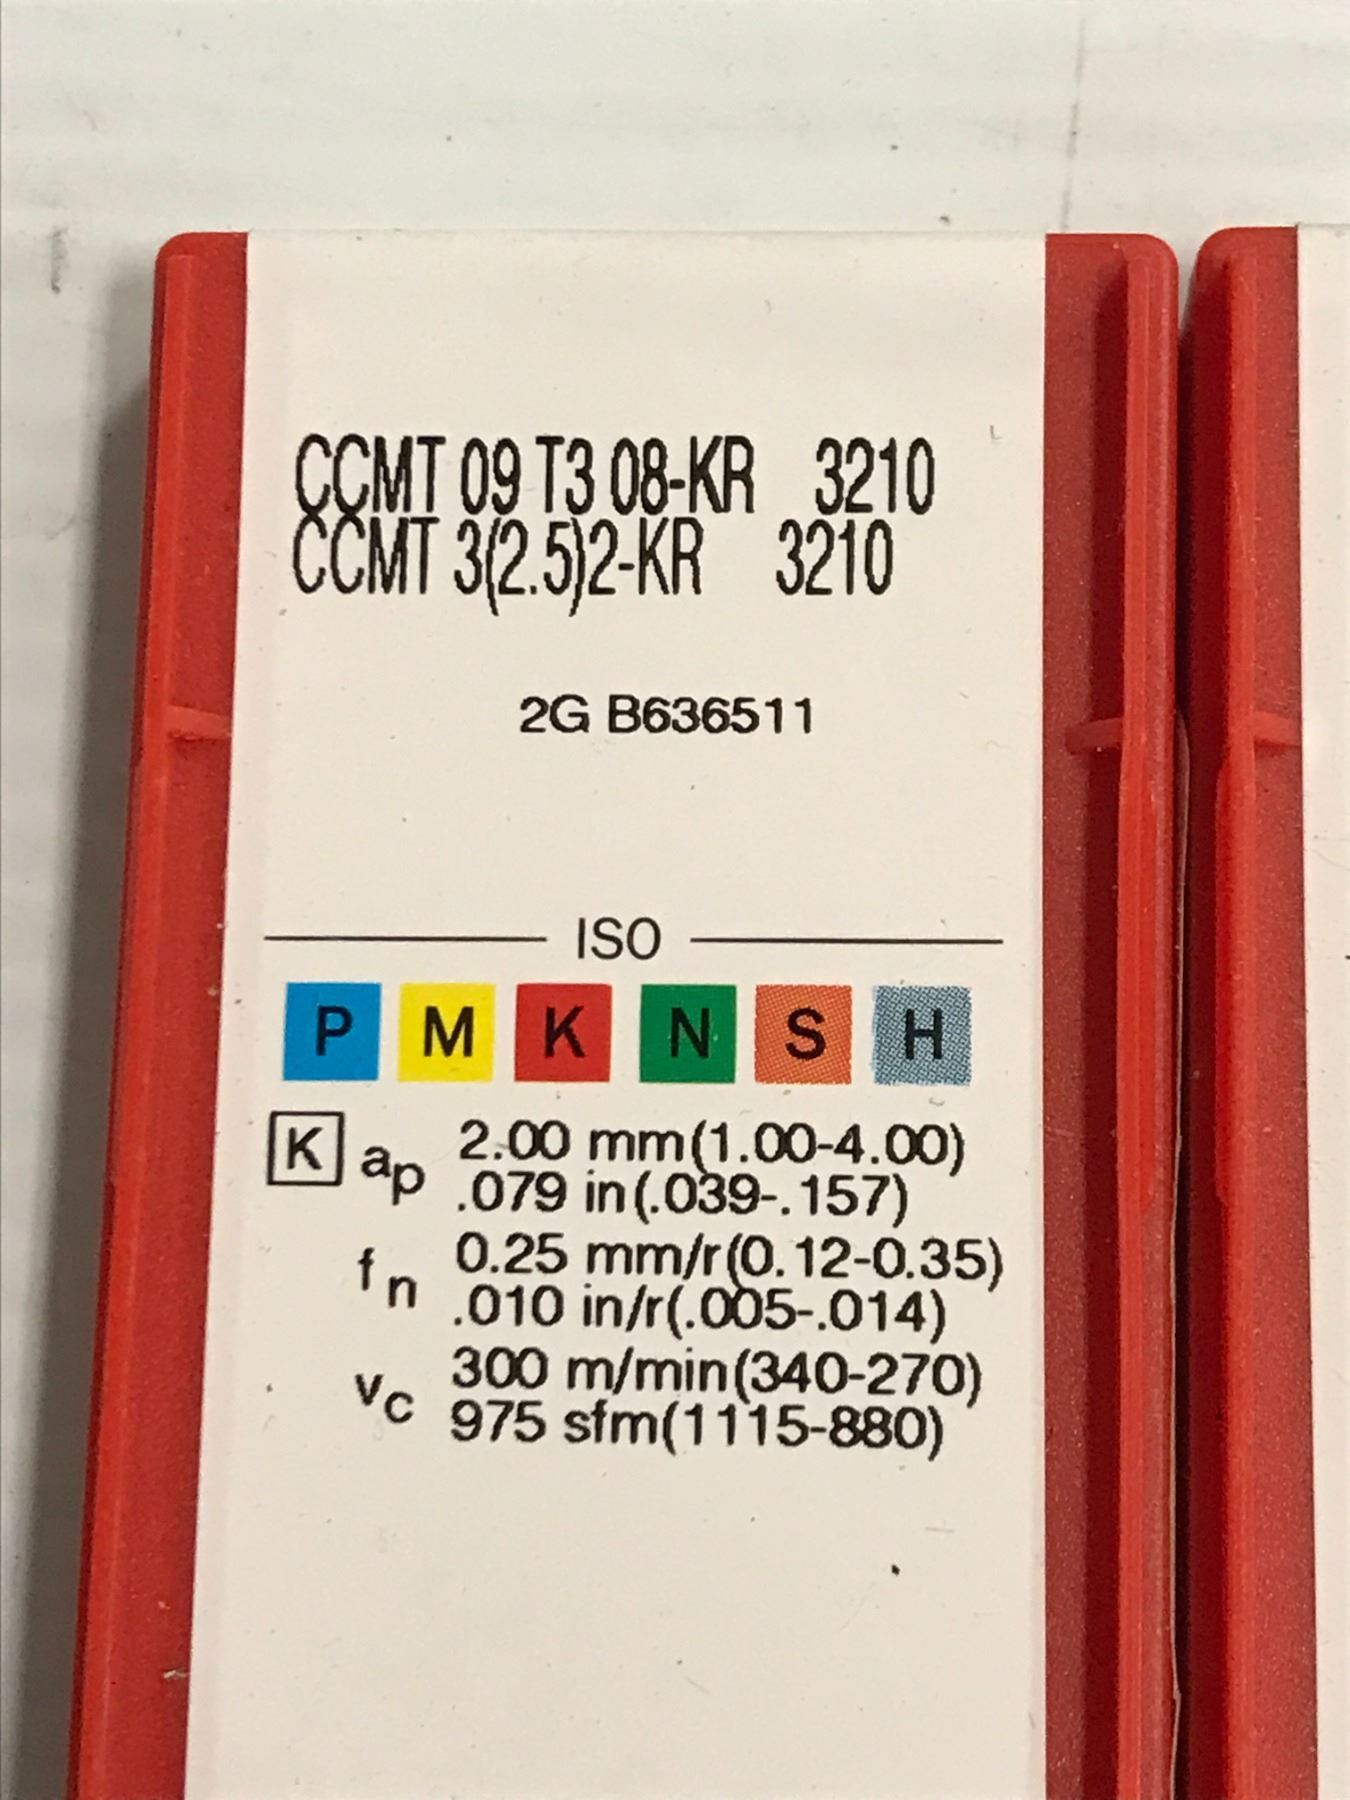 CCMT 09 T3 08-KR 3210
CCMT 3(2.5)2-KR 3210
2G B636511
ISO
P M K N S H
K ap 2.00 mm(1.00-4.00)
.079 in(.039-.157)
fn 0.25 mm/r(0.12-0.35)
.010 in/r(.005-.014)
vc 300 m/min(340-270)
975 sfm(1115-880)